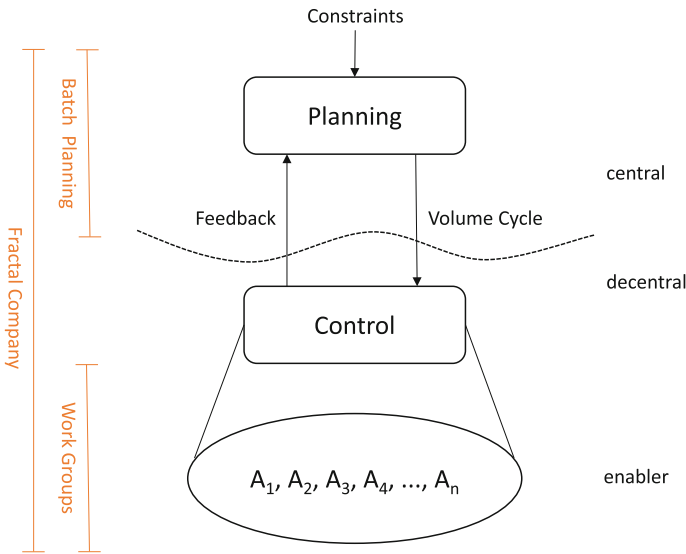 Constraints
Planning
Batch Planning
central
Feedback
Volume Cycle
Fractal Company
decentral
Control
Work Groups
A1, A2, A3, A4, ..., An
enabler